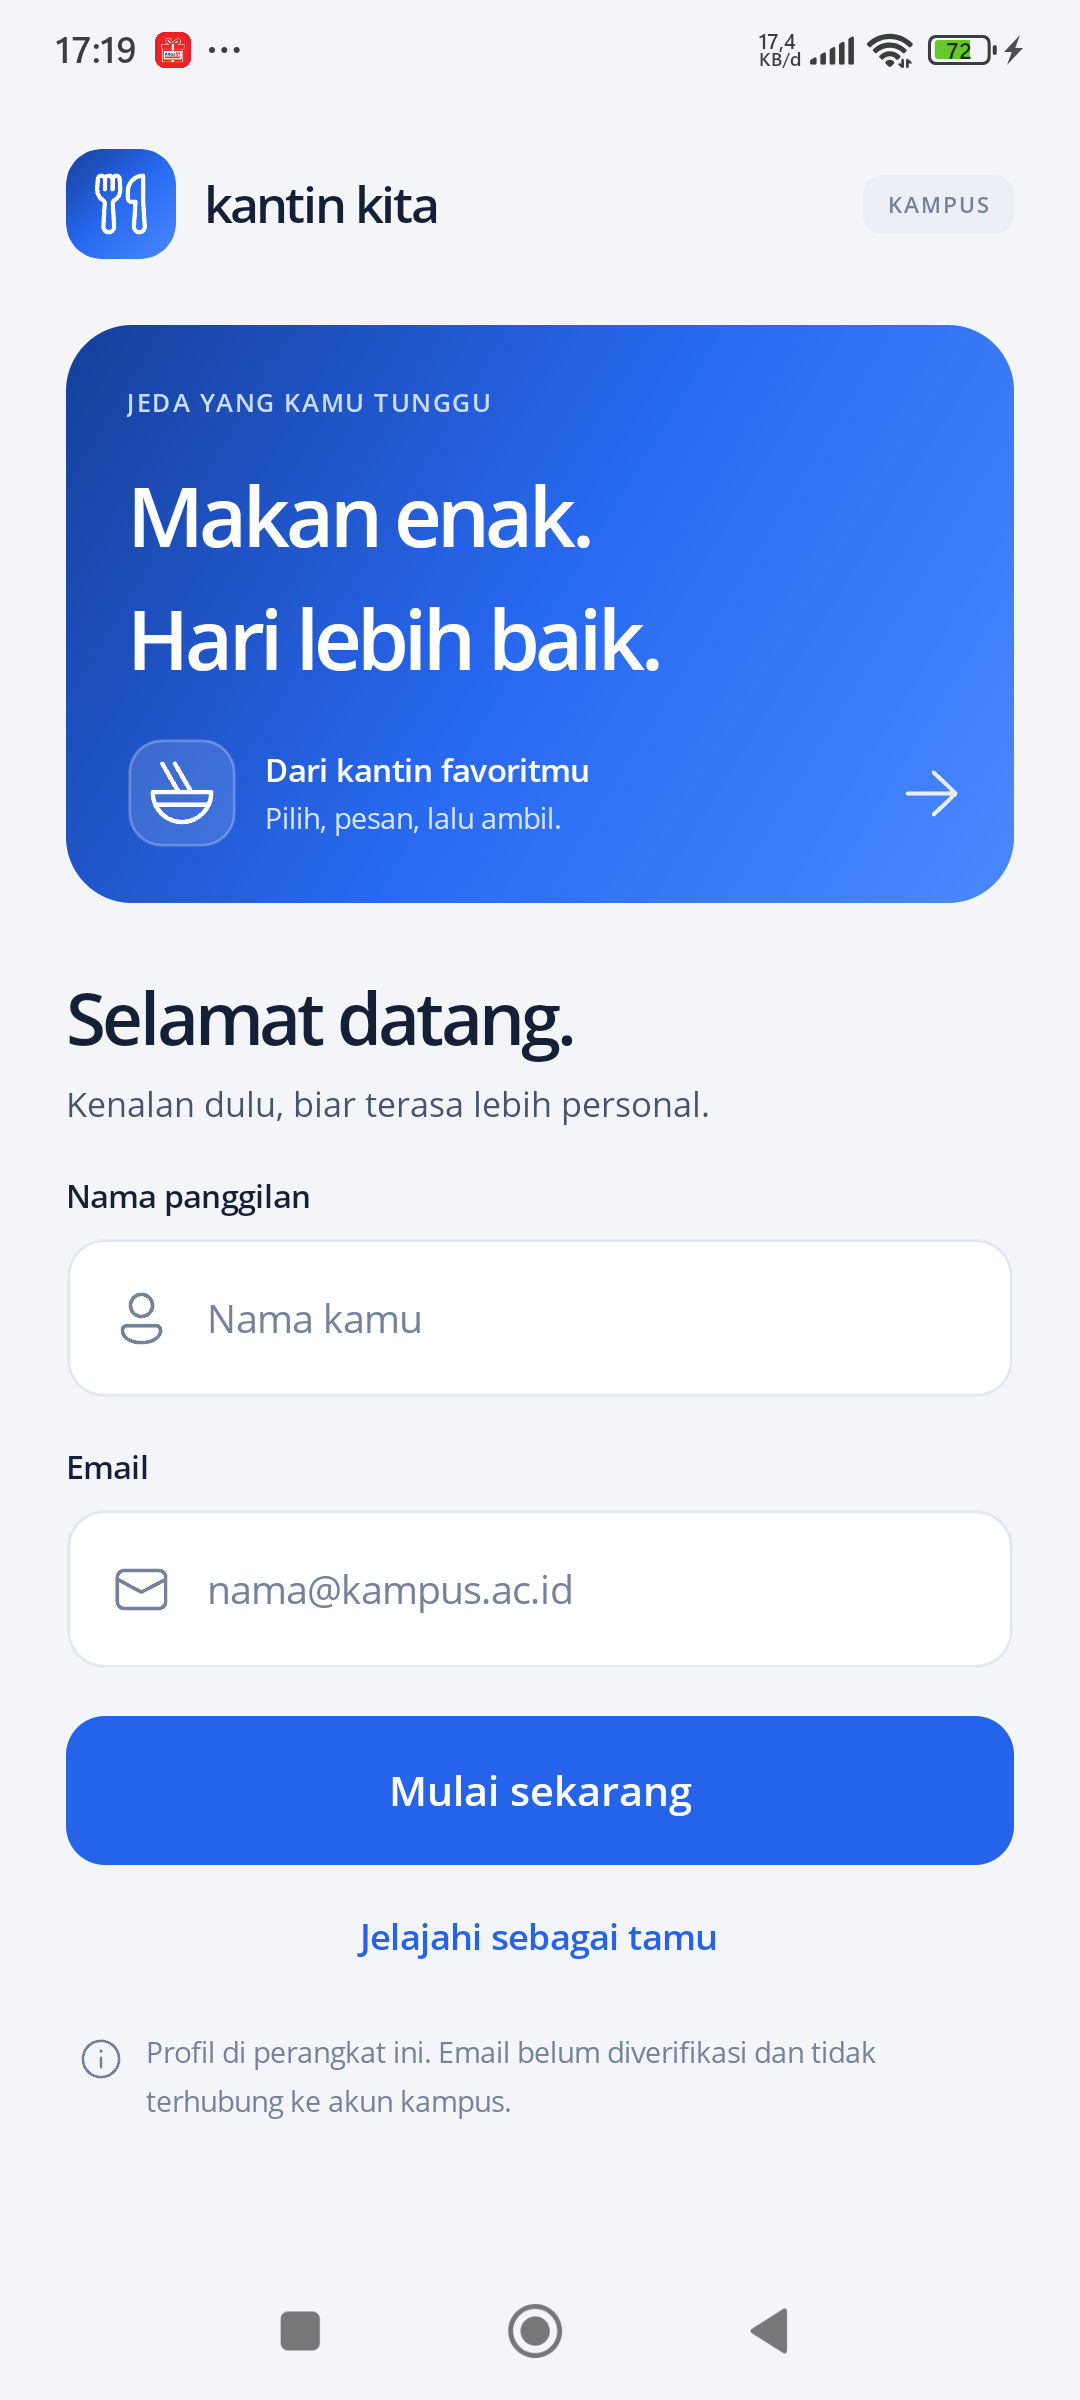 17:19
17,4
KB/d
72
kantin kita
KAMPUS
JEDA YANG KAMU TUNGGU
Makan enak.
Hari lebih baik.
Dari kantin favoritmu
Pilih, pesan, lalu ambil.
Selamat datang.
Kenalan dulu, biar terasa lebih personal.
Nama panggilan
Nama kamu
Email
nama@kampus.ac.id
Mulai sekarang
Jelajahi sebagai tamu
Profil di perangkat ini. Email belum diverifikasi dan tidak
terhubung ke akun kampus.